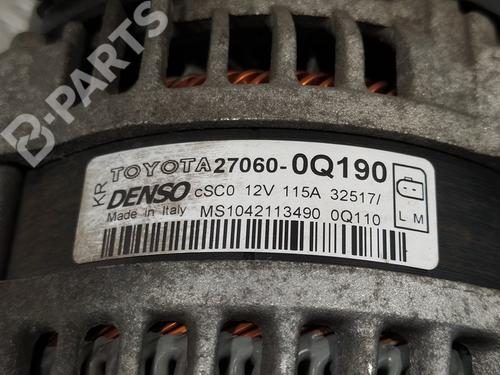 B-PARTS
KR TOYOTA 27060-0Q190
DENSO cSC0 12V 115A 32517/
Made in Italy MS1042113490 0Q110
L M